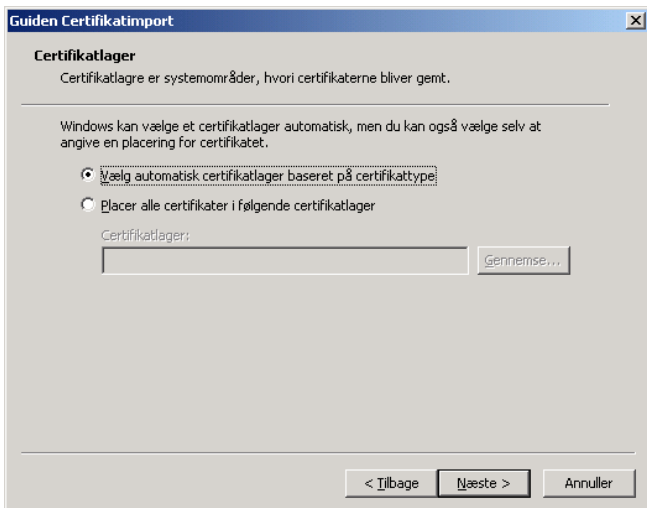 Guiden Certifikatimport
Certifikatlager
Certifikatlagre er systemområder, hvori certifikaterne bliver gemt.
Windows kan vælge et certifikatlager automatisk, men du kan også vælge selv at
angive en placering for certifikatet.
Vælg automatisk certifikatlager baseret på certifikattype
Placer alle certifikater i følgende certifikatlager
Certifikatlager:
Gennemse...
< Tilbage
Næste >
Annuller